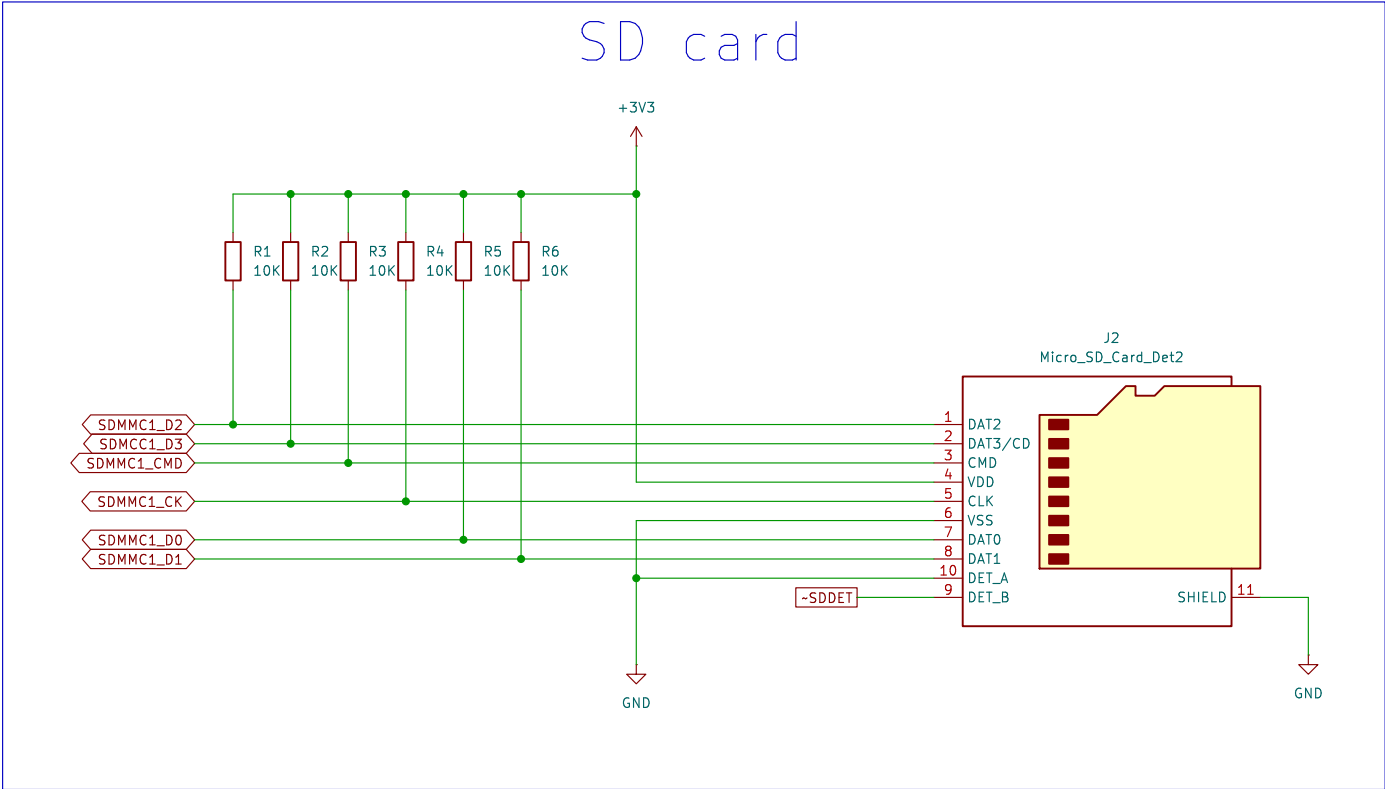 SD card
+3V3
R1
10K
R2
10K
R3
10K
R4
10K
R5
10K
R6
10K
J2
Micro_SD_Card_Det2
SDMMC1_D2
SDMCC1_D3
SDMMC1_CMD
SDMMC1_CK
SDMMC1_D0
SDMMC1_D1
1 DAT2
2 DAT3/CD
3 CMD
4 VDD
5 CLK
6 VSS
7 DAT0
8 DAT1
10 DET_A
~SDDET 9 DET_B
SHIELD 11
GND
GND